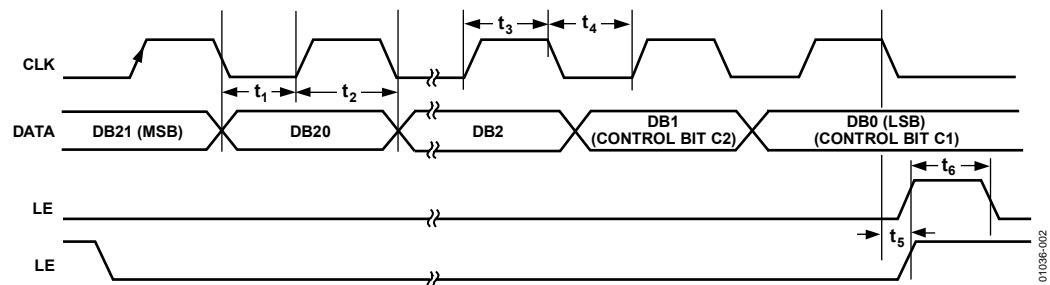 t3
t4
CLK
t1
t2
DATA
DB21 (MSB)
DB20
DB2
DB1
(CONTROL BIT C2)
DB0 (LSB)
(CONTROL BIT C1)
t6
LE
t5
LE
01036-002